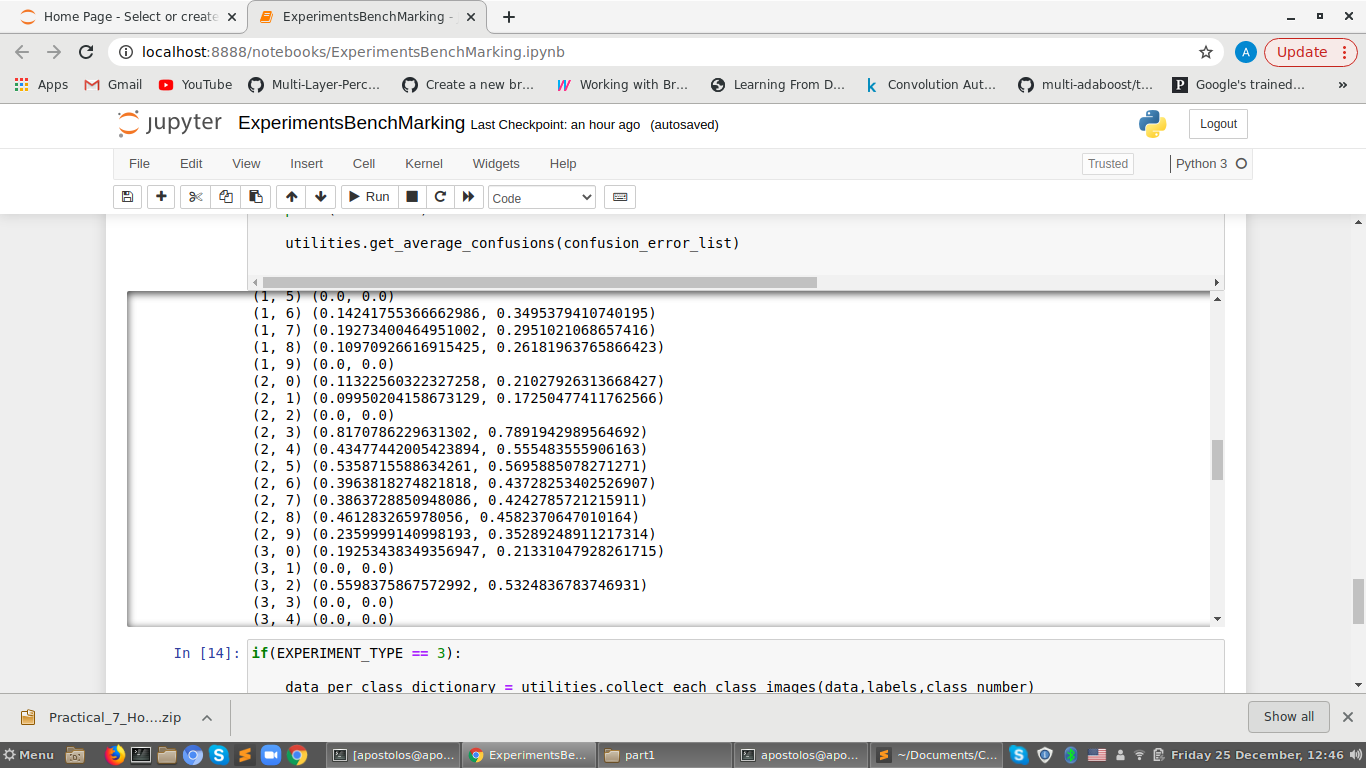 Home Page - Select or create
ExperimentsBenchMarking -
localhost:8888/notebooks/ExperimentsBenchMarking.ipynb
A
Update
Apps
Gmail
YouTube
Multi-Layer-Perc...
Create a new br...
Working with Br...
Learning From D...
k Convolution Aut...
multi-adaboost/t...
P Google's trained...
»
jupyter ExperimentsBenchMarking Last Checkpoint: an hour ago (autosaved)
Logout
File Edit View Insert Cell Kernel Widgets Help
Trusted
Python 3
Run
Code
utilities.get_average_confusions(confusion_error_list)
(1, 5) (0.0, 0.0)
(1, 6) (0.14241755366662986, 0.3495379410740195)
(1, 7) (0.19273400464951002, 0.2951021068657416)
(1, 8) (0.10970926616915425, 0.26181963765866423)
(1, 9) (0.0, 0.0)
(2, 0) (0.11322560322327258, 0.21027926313668427)
(2, 1) (0.09950204158673129, 0.17250477411762566)
(2, 2) (0.0, 0.0)
(2, 3) (0.8170786229631302, 0.7891942989564692)
(2, 4) (0.43477442005423894, 0.555483555906163)
(2, 5) (0.5358715588634261, 0.5695885078271271)
(2, 6) (0.3963818274821818, 0.43728253402526907)
(2, 7) (0.3863728850948086, 0.4242785721215911)
(2, 8) (0.461283265978056, 0.4582370647010164)
(2, 9) (0.2359999140998193, 0.35289248911217314)
(3, 0) (0.19253438349356947, 0.21331047928261715)
(3, 1) (0.0, 0.0)
(3, 2) (0.5598375867572992, 0.5324836783746931)
(3, 3) (0.0, 0.0)
(3, 4) (0.0, 0.0)
In [14]: if(EXPERIMENT_TYPE == 3):
data_per_class_dictionary = utilities.collect_each_class_images(data,labels,class_number)
Practical_7_Ho....zip
Show all
Menu
[apostolos@apo...
ExperimentsBe...
part1
apostolos@apo...
~/Documents/C...
Friday 25 December, 12:46